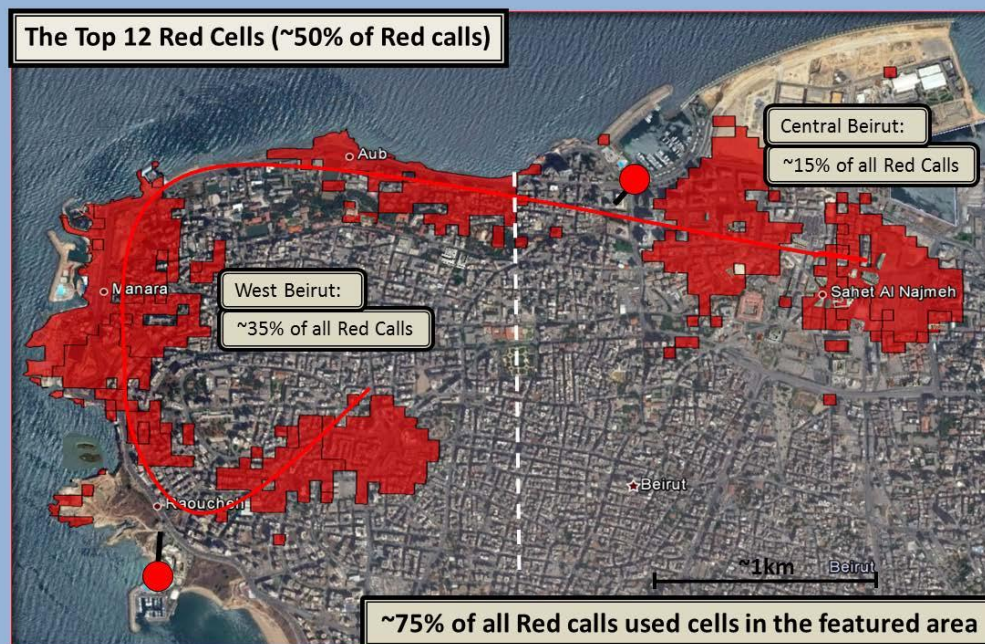 The Top 12 Red Cells (~50% of Red calls)
Central Beirut:
~15% of all Red Calls
Aub
Manara
West Beirut:
~35% of all Red Calls
Sahet Al Najmeh
Raoucheh
Beirut
~1km
Beirut
~75% of all Red calls used cells in the featured area